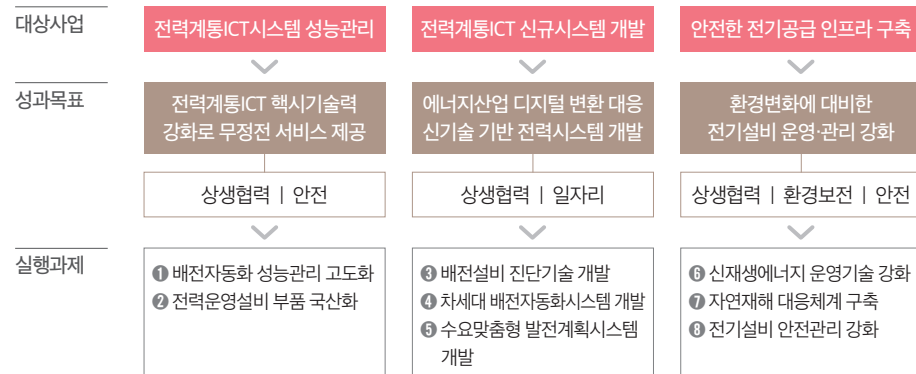 대상사업
전력계통ICT시스템 성능관리
전력계통ICT 신규시스템 개발
안전한 전기공급 인프라 구축
성과목표
전력계통ICT 핵시기술력
강화로 무정전 서비스 제공
에너지산업 디지털 변환 대응
신기술 기반 전력시스템 개발
환경변화에 대비한
전기설비 운영·관리 강화
상생협력 | 안전
상생협력 | 일자리
상생협력 | 환경보전 | 안전
실행과제
❶ 배전자동화 성능관리 고도화
❷ 전력운영설비 부품 국산화
❸ 배전설비 진단기술 개발
❹ 차세대 배전자동화시스템 개발
❺ 수요맞춤형 발전계획시스템
개발
❻ 신재생에너지 운영기술 강화
❼ 자연재해 대응체계 구축
❽ 전기설비 안전관리 강화